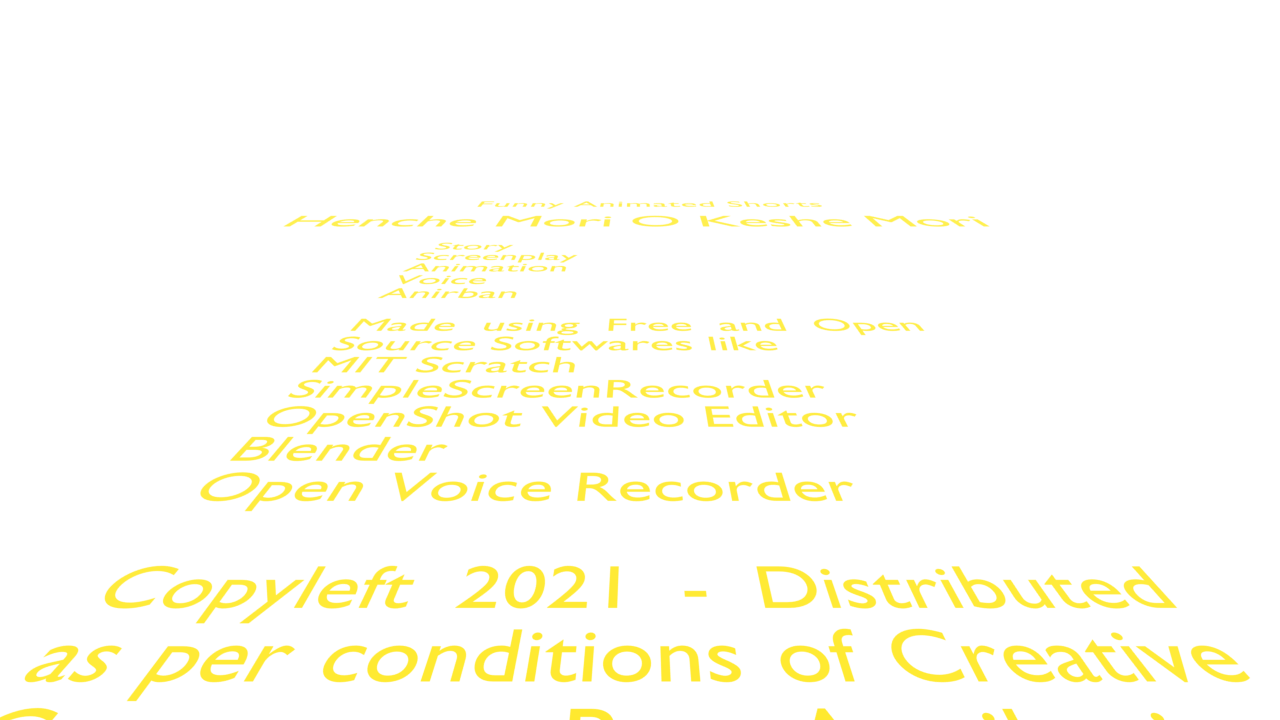 Funny Animated Shorts
Henche Mori O Keshe Mori
Story
Screenplay
Animation
Voice
Anirban
Made using Free and Open
Source Softwares like
MIT Scratch
SimpleScreenRecorder
OpenShot Video Editor
Blender
Open Voice Recorder
Copyleft 2021 - Distributed
as per conditions of Creative